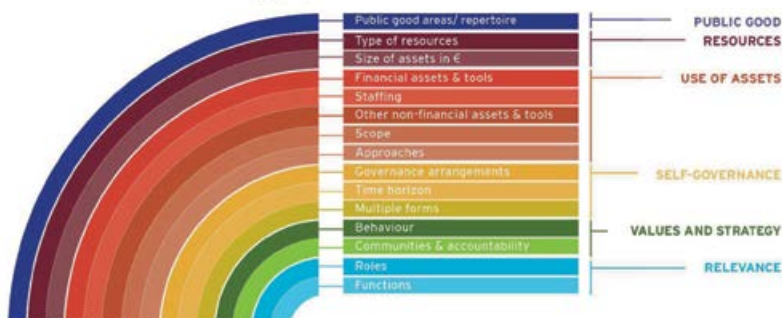 Public good areas/ repertoire
PUBLIC GOOD
Type of resources
RESOURCES
Size of assets in €
Financial assets & tools
USE OF ASSETS
Staffing
Other non-financial assets & tools
Scope
Approaches
Governance arrangements
SELF-GOVERNANCE
Time horizon
Multiple forms
Behaviour
VALUES AND STRATEGY
Communities & accountability
Roles
RELEVANCE
Functions